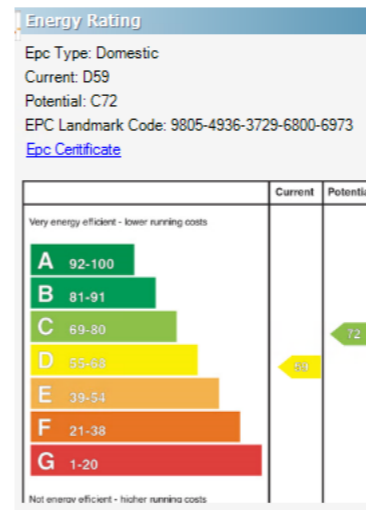 Energy Rating
Epc Type: Domestic
Current: D59
Potential: C72
EPC Landmark Code: 9805-4936-3729-6800-6973
Epc Ceritificate
Current Potentia
Very energy efficient - lower running costs
A 92-100
B 81-91
C 69-80
72
D 55-68
59
E 39-54
F 21-38
G 1-20
Not energy efficient - higher running costs